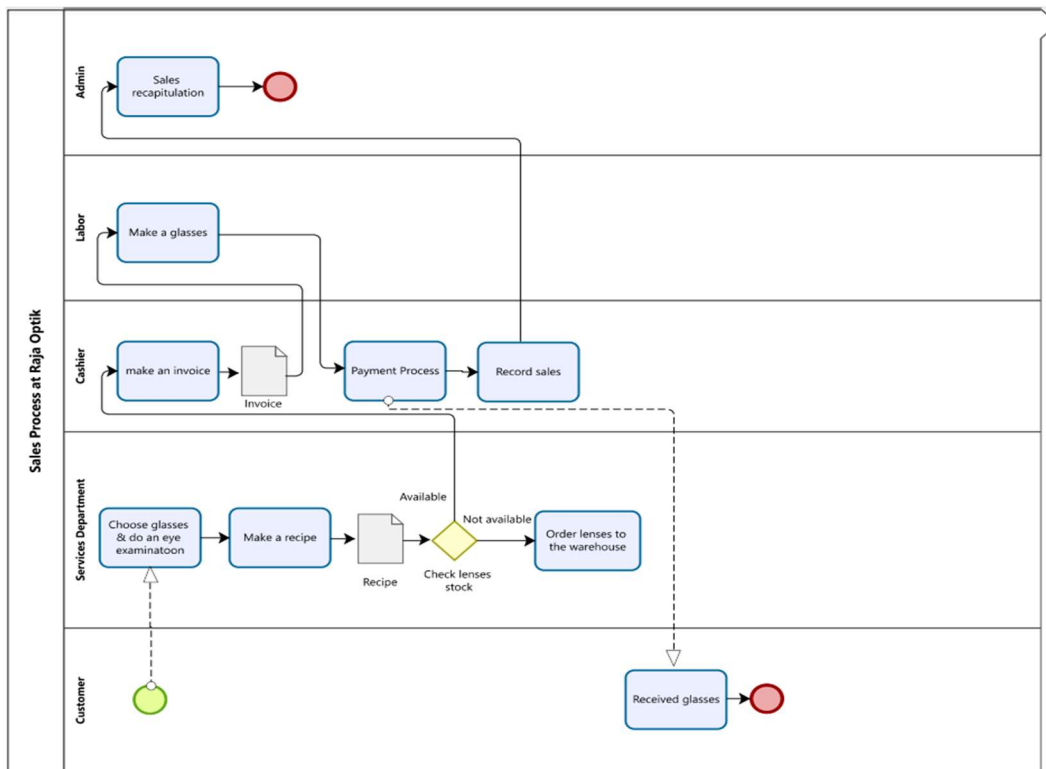 Sales Process at Raja Optik
Admin
Sales
recapitulation
Labor
Make a glasses
Cashier
make an invoice
Invoice
Payment Process
Record sales
Services Department
Choose glasses
& do an eye
examinatoon
Make a recipe
Recipe
Available
Not available
Check lenses
stock
Order lenses to
the warehouse
Customer
Received glasses